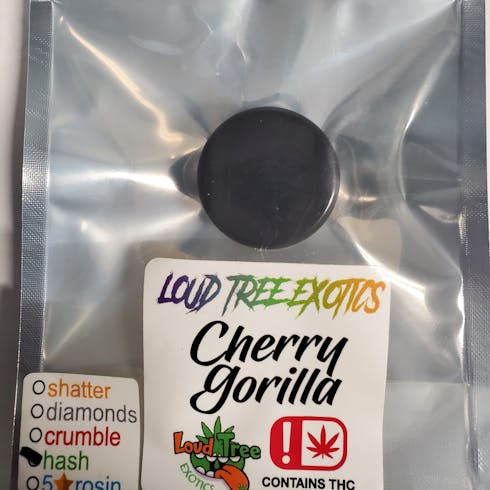 LOUD TREE EXOTICS
Cherry
gorilla
shatter
diamonds
crumble
hash
5★rosin
Loud Tree
EXOTICS
!
CONTAINS THC